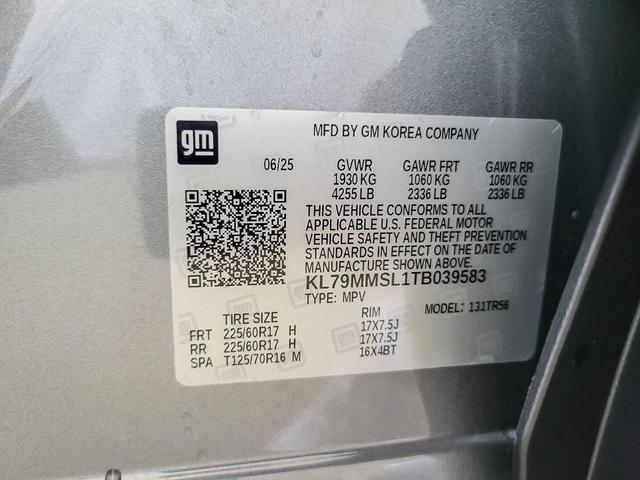 gm
MFD BY GM KOREA COMPANY
06/25 GVWR GAWR FRT GAWR RR
1930 KG 1060 KG 1060 KG
4255 LB 2336 LB 2336 LB
THIS VEHICLE CONFORMS TO ALL
APPLICABLE U.S. FEDERAL MOTOR
VEHICLE SAFETY AND THEFT PREVENTION
STANDARDS IN EFFECT ON THE DATE OF
MANUFACTURE SHOWN ABOVE.
KL79MMSL1TB039583
TYPE: MPV MODEL: 131TR56
TIRE SIZE RIM
FRT 225/60R17 H 17X7.5J
RR 225/60R17 H 17X7.5J
SPA T125/70R16 M 16X4BT